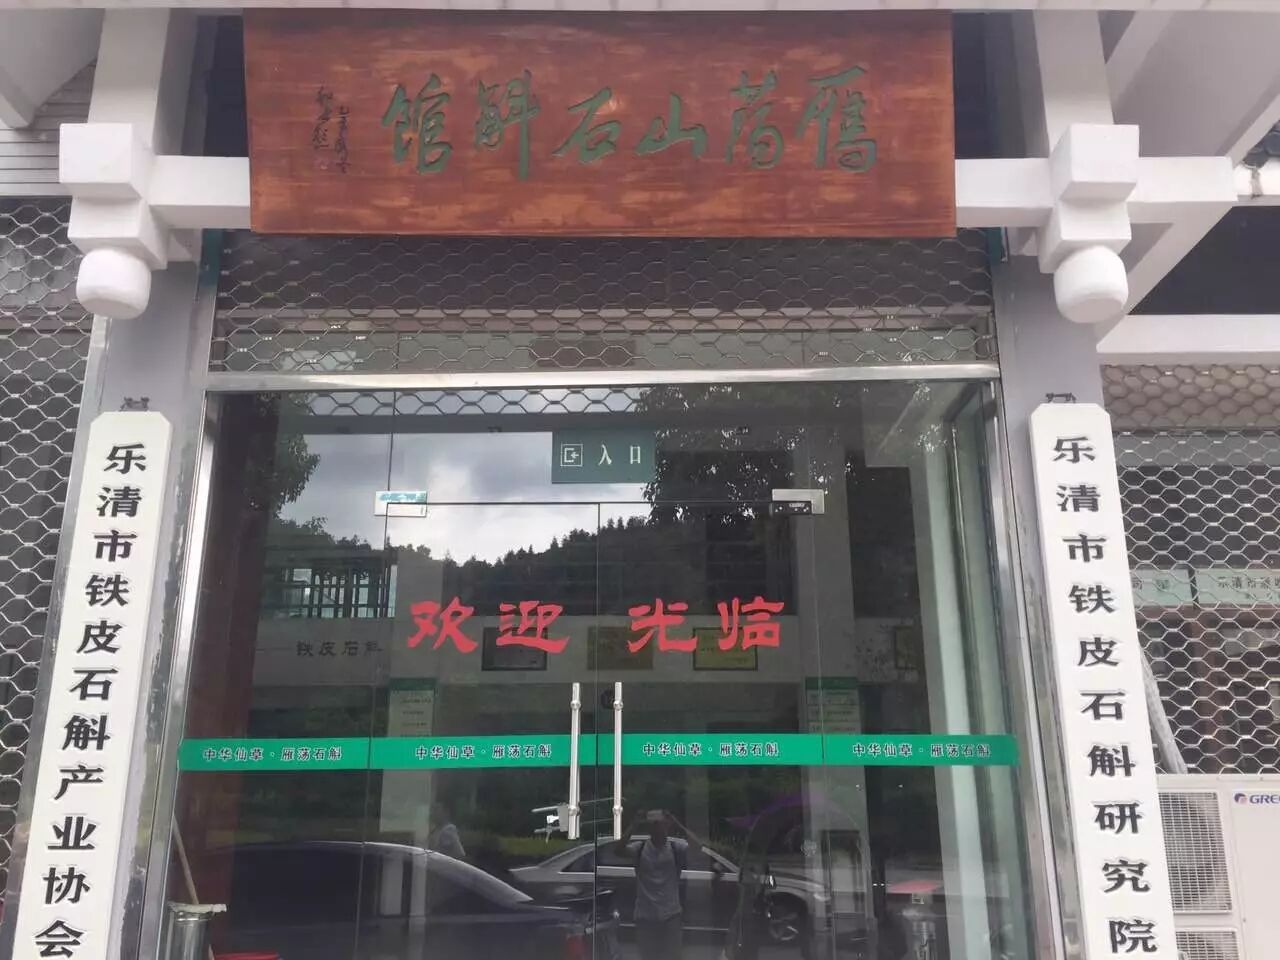 雁荡山石斛馆
入口
欢迎 光临
铁皮石斛
中华仙草·雁荡石斛
中华仙草·雁荡石斛
中华仙草·雁荡石斛
中华仙草·雁荡石斛
乐清市铁皮石斛产业协会
乐清市铁皮石斛研究院
GREE